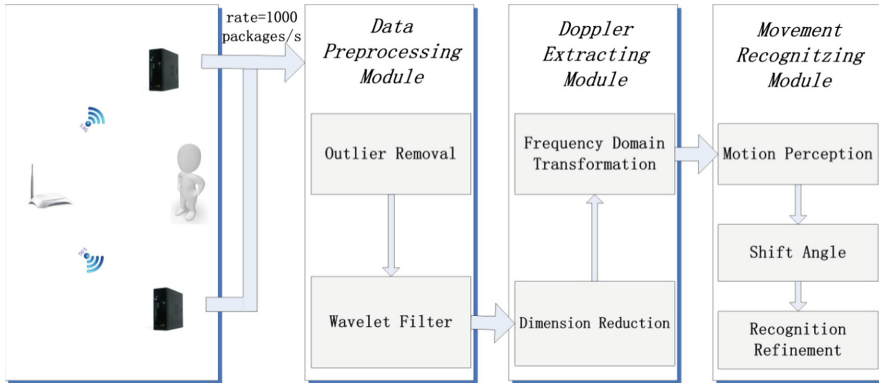 rate=1000
packages/s
Data
Preprocessing
Module
Outlier Removal
Wavelet Filter
Doppler
Extracting
Module
Frequency Domain
Transformation
Dimension Reduction
Movement
Recognitzing
Module
Motion Perception
Shift Angle
Recognition
Refinement